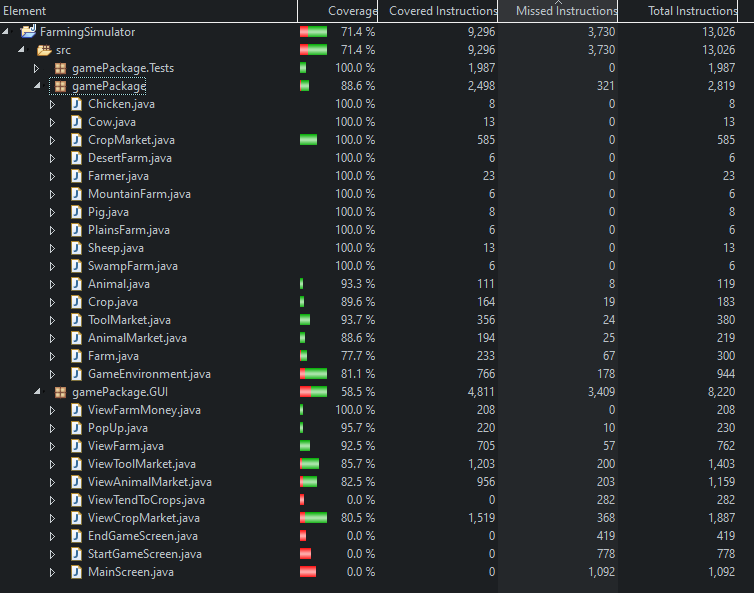 Element Coverage Covered Instructions Missed Instructions Total Instructions
FarmingSimulator 71.4 % 9,296 3,730 13,026
src 71.4 % 9,296 3,730 13,026
gamePackage.Tests 100.0 % 1,987 0 1,987
gamePackage 88.6 % 2,498 321 2,819
Chicken.java 100.0 % 8 0 8
Cow.java 100.0 % 13 0 13
CropMarket.java 100.0 % 585 0 585
DesertFarm.java 100.0 % 6 0 6
Farmer.java 100.0 % 23 0 23
MountainFarm.java 100.0 % 6 0 6
Pig.java 100.0 % 8 0 8
PlainsFarm.java 100.0 % 6 0 6
Sheep.java 100.0 % 13 0 13
SwampFarm.java 100.0 % 6 0 6
Animal.java 93.3 % 111 8 119
Crop.java 89.6 % 164 19 183
ToolMarket.java 93.7 % 356 24 380
AnimalMarket.java 88.6 % 194 25 219
Farm.java 77.7 % 233 67 300
GameEnvironment.java 81.1 % 766 178 944
gamePackage.GUI 58.5 % 4,811 3,409 8,220
ViewFarmMoney.java 100.0 % 208 0 208
PopUp.java 95.7 % 220 10 230
ViewFarm.java 92.5 % 705 57 762
ViewToolMarket.java 85.7 % 1,203 200 1,403
ViewAnimalMarket.java 82.5 % 956 203 1,159
ViewTendToCrops.java 0.0 % 0 282 282
ViewCropMarket.java 80.5 % 1,519 368 1,887
EndGameScreen.java 0.0 % 0 419 419
StartGameScreen.java 0.0 % 0 778 778
MainScreen.java 0.0 % 0 1,092 1,092